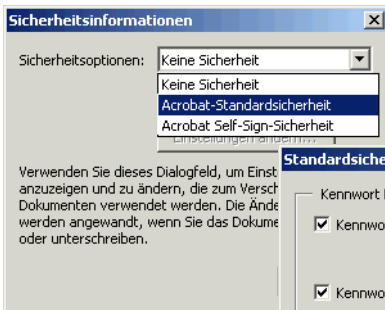 Sicherheitsinformationen
Sicherheitsoptionen: Keine Sicherheit
Keine Sicherheit
Acrobat-Standardsicherheit
Acrobat Self-Sign-Sicherheit
Einstellungen ändern...
Verwenden Sie dieses Dialogfeld, um Einst
anzuzeigen und zu ändern, die zum Versch
Dokumenten verwendet werden. Die Ände
werden angewandt, wenn Sie das Dokume
oder unterschreiben.
Standardsiche
Kennwort
Kennwo
Kennwo